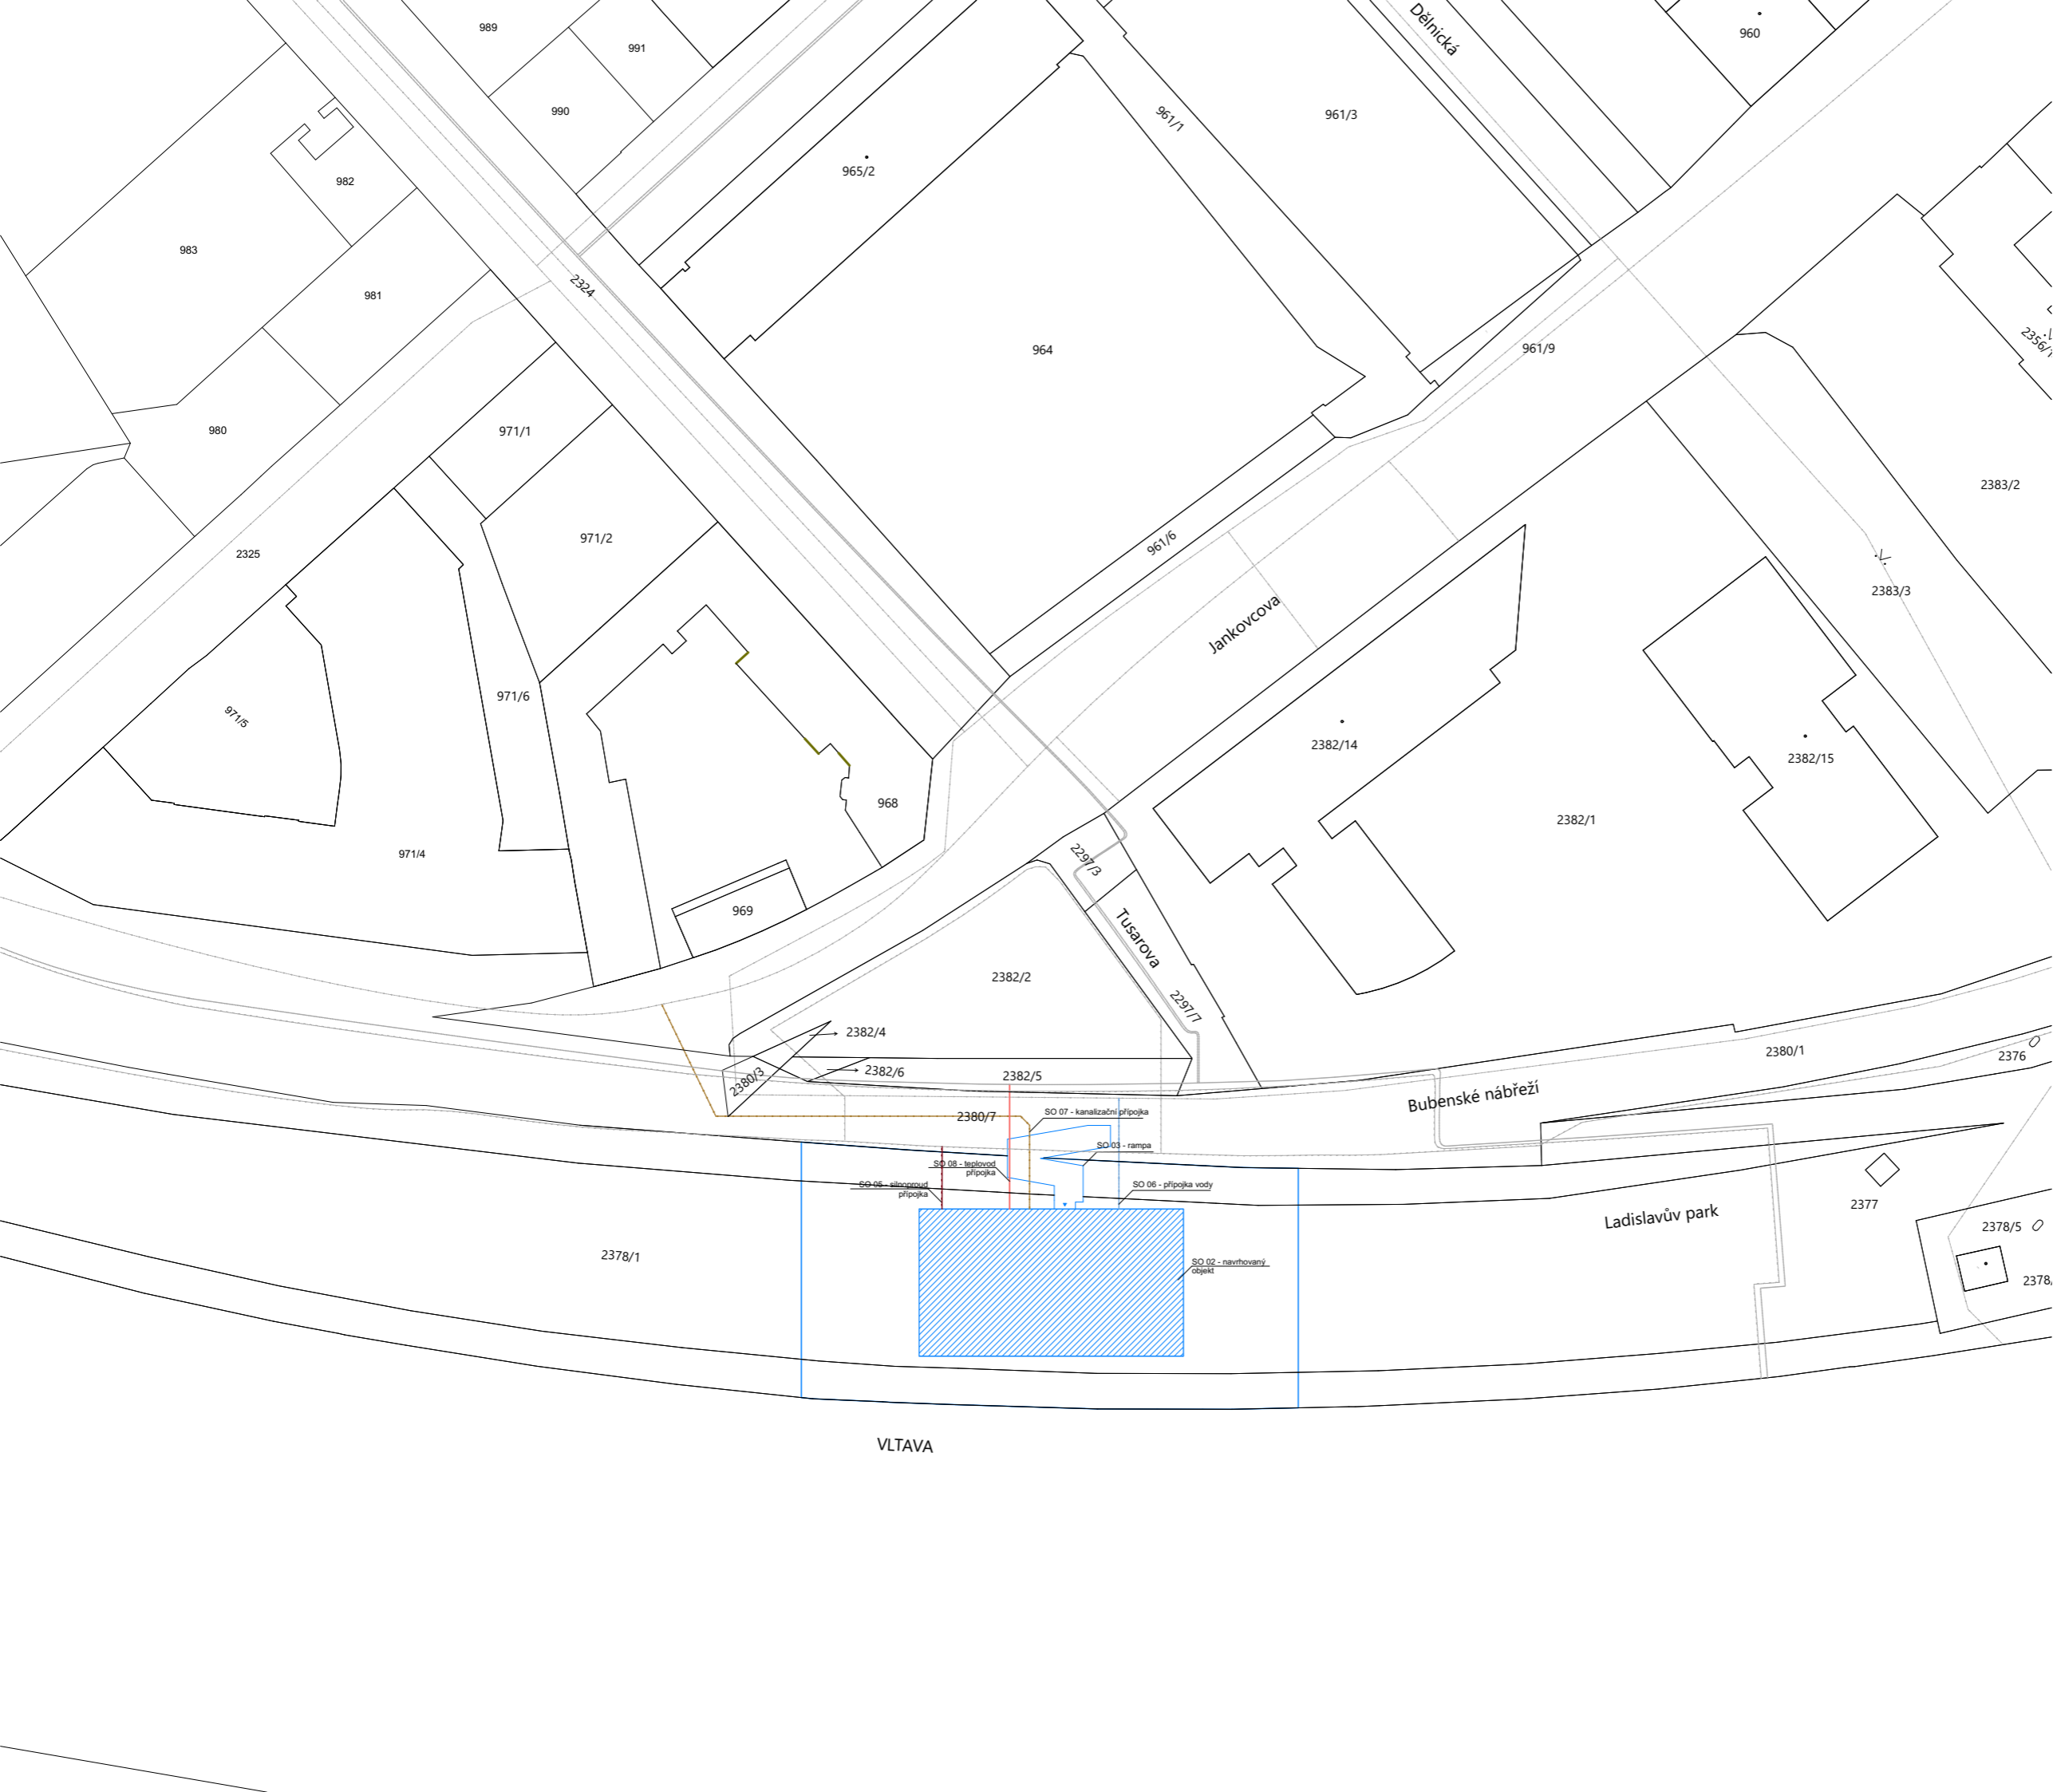 989
991
990
Dělnická
960
961/1
961/3
965/2
982
983
981
2324
964
961/9
980
971/1
2383/2
971/2
961/6
2325
2383/3
Jankovcova
971/6
971/5
2382/14
2382/15
968
2382/1
971/4
2297/3
969
Tusarova
2382/2
2297/7
2382/4
2380/1
2376
2382/6
2382/5
2380/3
Bubenské nábřeží
2380/7
SO 07 - kanalizační přípojka
SO 03 - rampa
SO 08 - teplovod
přípojka
SO 05 - silnoproud
přípojka
SO 06 - přípojka vody
2377
Ladislavův park
2378/5
2378/1
SO 02 - navrhovaný
objekt
VLTAVA